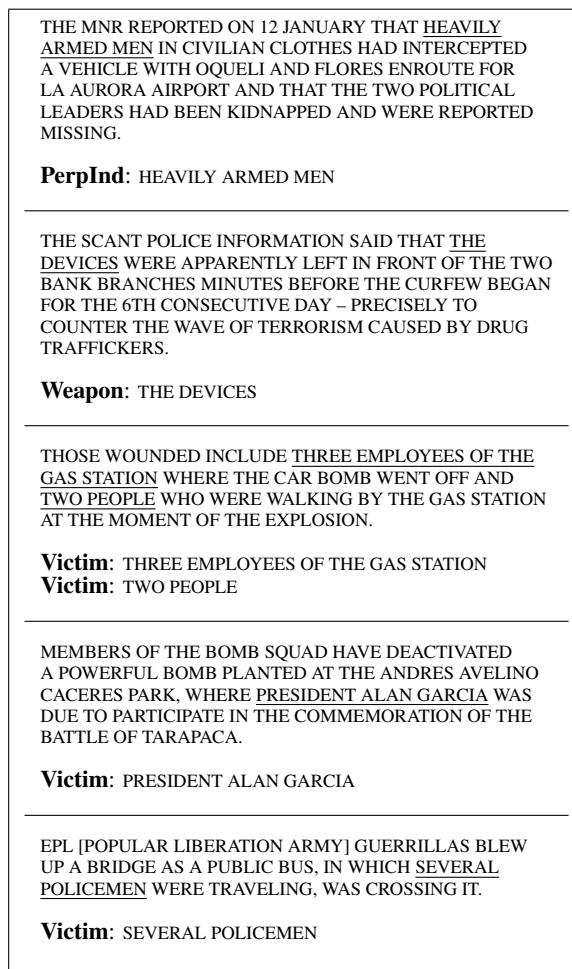 THE MNR REPORTED ON 12 JANUARY THAT HEAVILY
ARMED MEN IN CIVILIAN CLOTHES HAD INTERCEPTED
A VEHICLE WITH OQUELI AND FLORES ENROUTE FOR
LA AURORA AIRPORT AND THAT THE TWO POLITICAL
LEADERS HAD BEEN KIDNAPPED AND WERE REPORTED
MISSING.
PerpInd: HEAVILY ARMED MEN
THE SCANT POLICE INFORMATION SAID THAT THE
DEVICES WERE APPARENTLY LEFT IN FRONT OF THE TWO
BANK BRANCHES MINUTES BEFORE THE CURFEW BEGAN
FOR THE 6TH CONSECUTIVE DAY – PRECISELY TO
COUNTER THE WAVE OF TERRORISM CAUSED BY DRUG
TRAFFICKERS.
Weapon: THE DEVICES
THOSE WOUNDED INCLUDE THREE EMPLOYEES OF THE
GAS STATION WHERE THE CAR BOMB WENT OFF AND
TWO PEOPLE WHO WERE WALKING BY THE GAS STATION
AT THE MOMENT OF THE EXPLOSION.
Victim: THREE EMPLOYEES OF THE GAS STATION
Victim: TWO PEOPLE
MEMBERS OF THE BOMB SQUAD HAVE DEACTIVATED
A POWERFUL BOMB PLANTED AT THE ANDRES AVELINO
CACERES PARK, WHERE PRESIDENT ALAN GARCIA WAS
DUE TO PARTICIPATE IN THE COMMEMORATION OF THE
BATTLE OF TARAPACA.
Victim: PRESIDENT ALAN GARCIA
EPL [POPULAR LIBERATION ARMY] GUERRILLAS BLEW
UP A BRIDGE AS A PUBLIC BUS, IN WHICH SEVERAL
POLICEMEN WERE TRAVELING, WAS CROSSING IT.
Victim: SEVERAL POLICEMEN